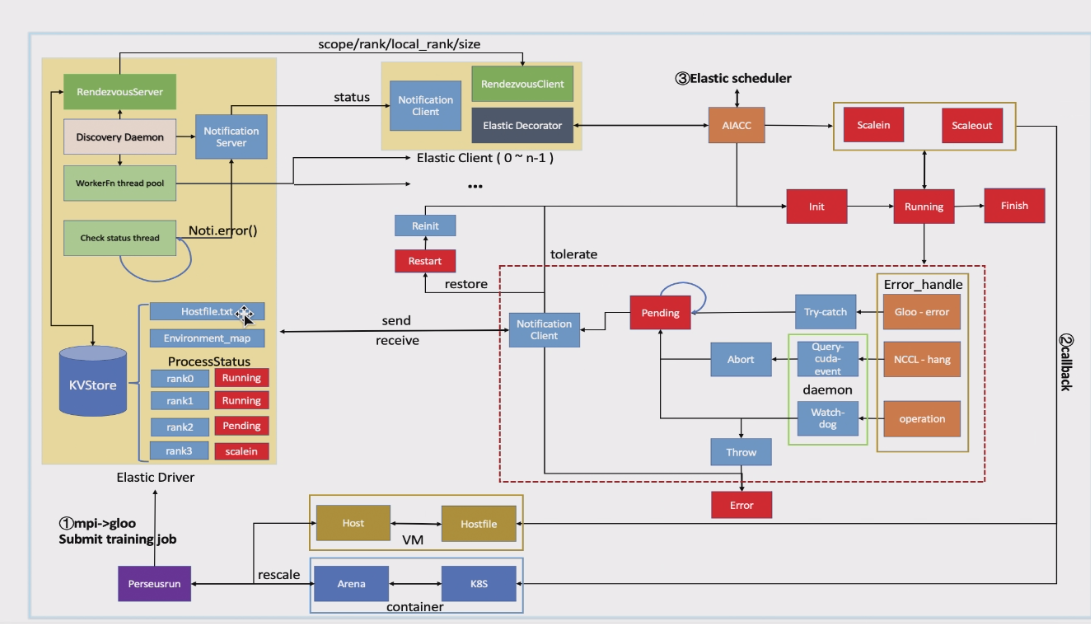 scope/rank/local_rank/size
RendezvousServer
Discovery Daemon
Notification
Server
WorkerFn thread pool
Check status thread
Noti.error()
Hostfile.txt
Environment_map
ProcessStatus
KVStore
rank0
Running
rank1
Running
rank2
Pending
rank3
scalein
Elastic Driver
①mpi->gloo
Submit training job
Perseusrun
status
Notification
Client
RendezvousClient
Elastic Decorator
Elastic Client ( 0 ~ n-1 )
...
③Elastic scheduler
AIACC
Scalein
Scaleout
Init
Running
Finish
Reinit
Restart
tolerate
restore
send
receive
Notification
Client
Pending
Try-catch
Error_handle
Gloo - error
Abort
Query-
cuda-
event
NCCL - hang
daemon
Watch-
dog
operation
Throw
Error
②callback
Host
Hostfile
VM
rescale
Arena
K8S
container